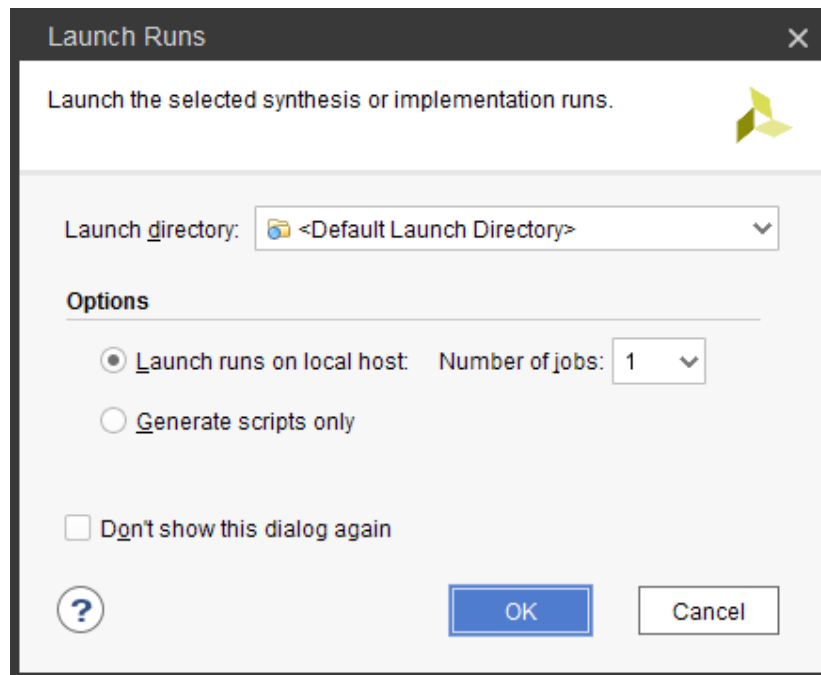 Launch Runs
Launch the selected synthesis or implementation runs.
Launch directory: <Default Launch Directory>
Options
Launch runs on local host: Number of jobs: 1
Generate scripts only
Don't show this dialog again
? OK Cancel